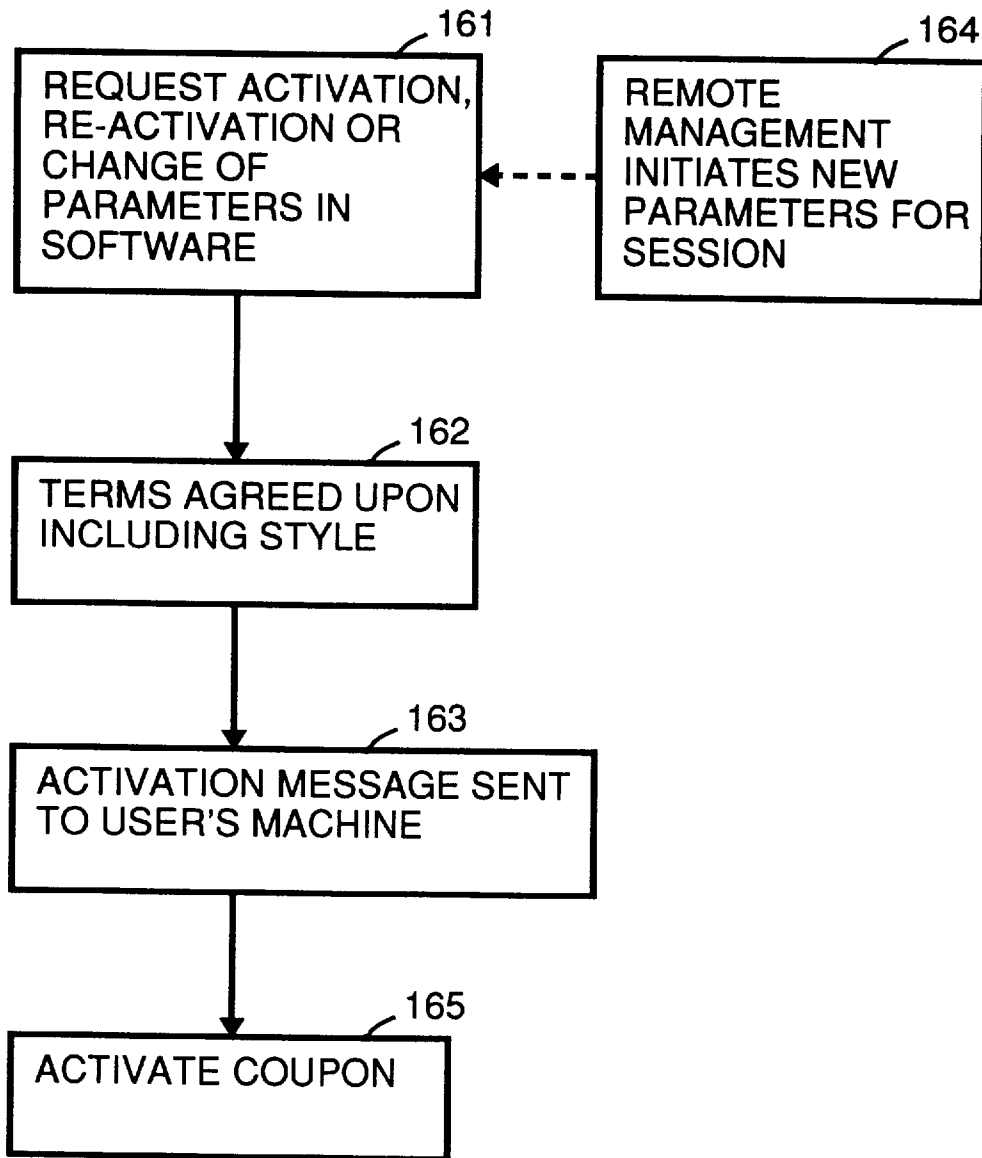 161
REQUEST ACTIVATION,
RE-ACTIVATION OR
CHANGE OF
PARAMETERS IN
SOFTWARE
164
REMOTE
MANAGEMENT
INITIATES NEW
PARAMETERS FOR
SESSION
162
TERMS AGREED UPON
INCLUDING STYLE
163
ACTIVATION MESSAGE SENT
TO USER'S MACHINE
165
ACTIVATE COUPON